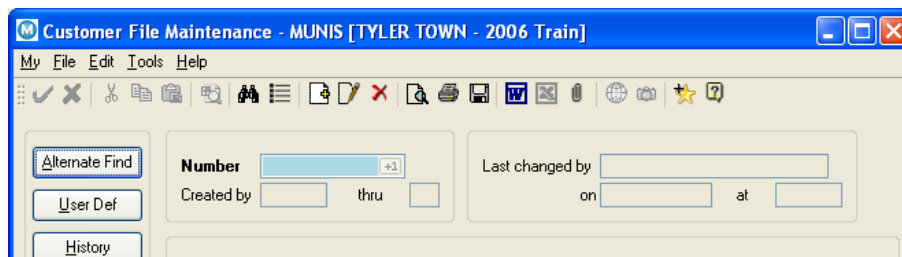 Customer File Maintenance - MUNIS [TYLER TOWN - 2006 Train]
My File Edit Tools Help
Alternate Find
Number +1
Last changed by
Created by thru
on at
User Def
History